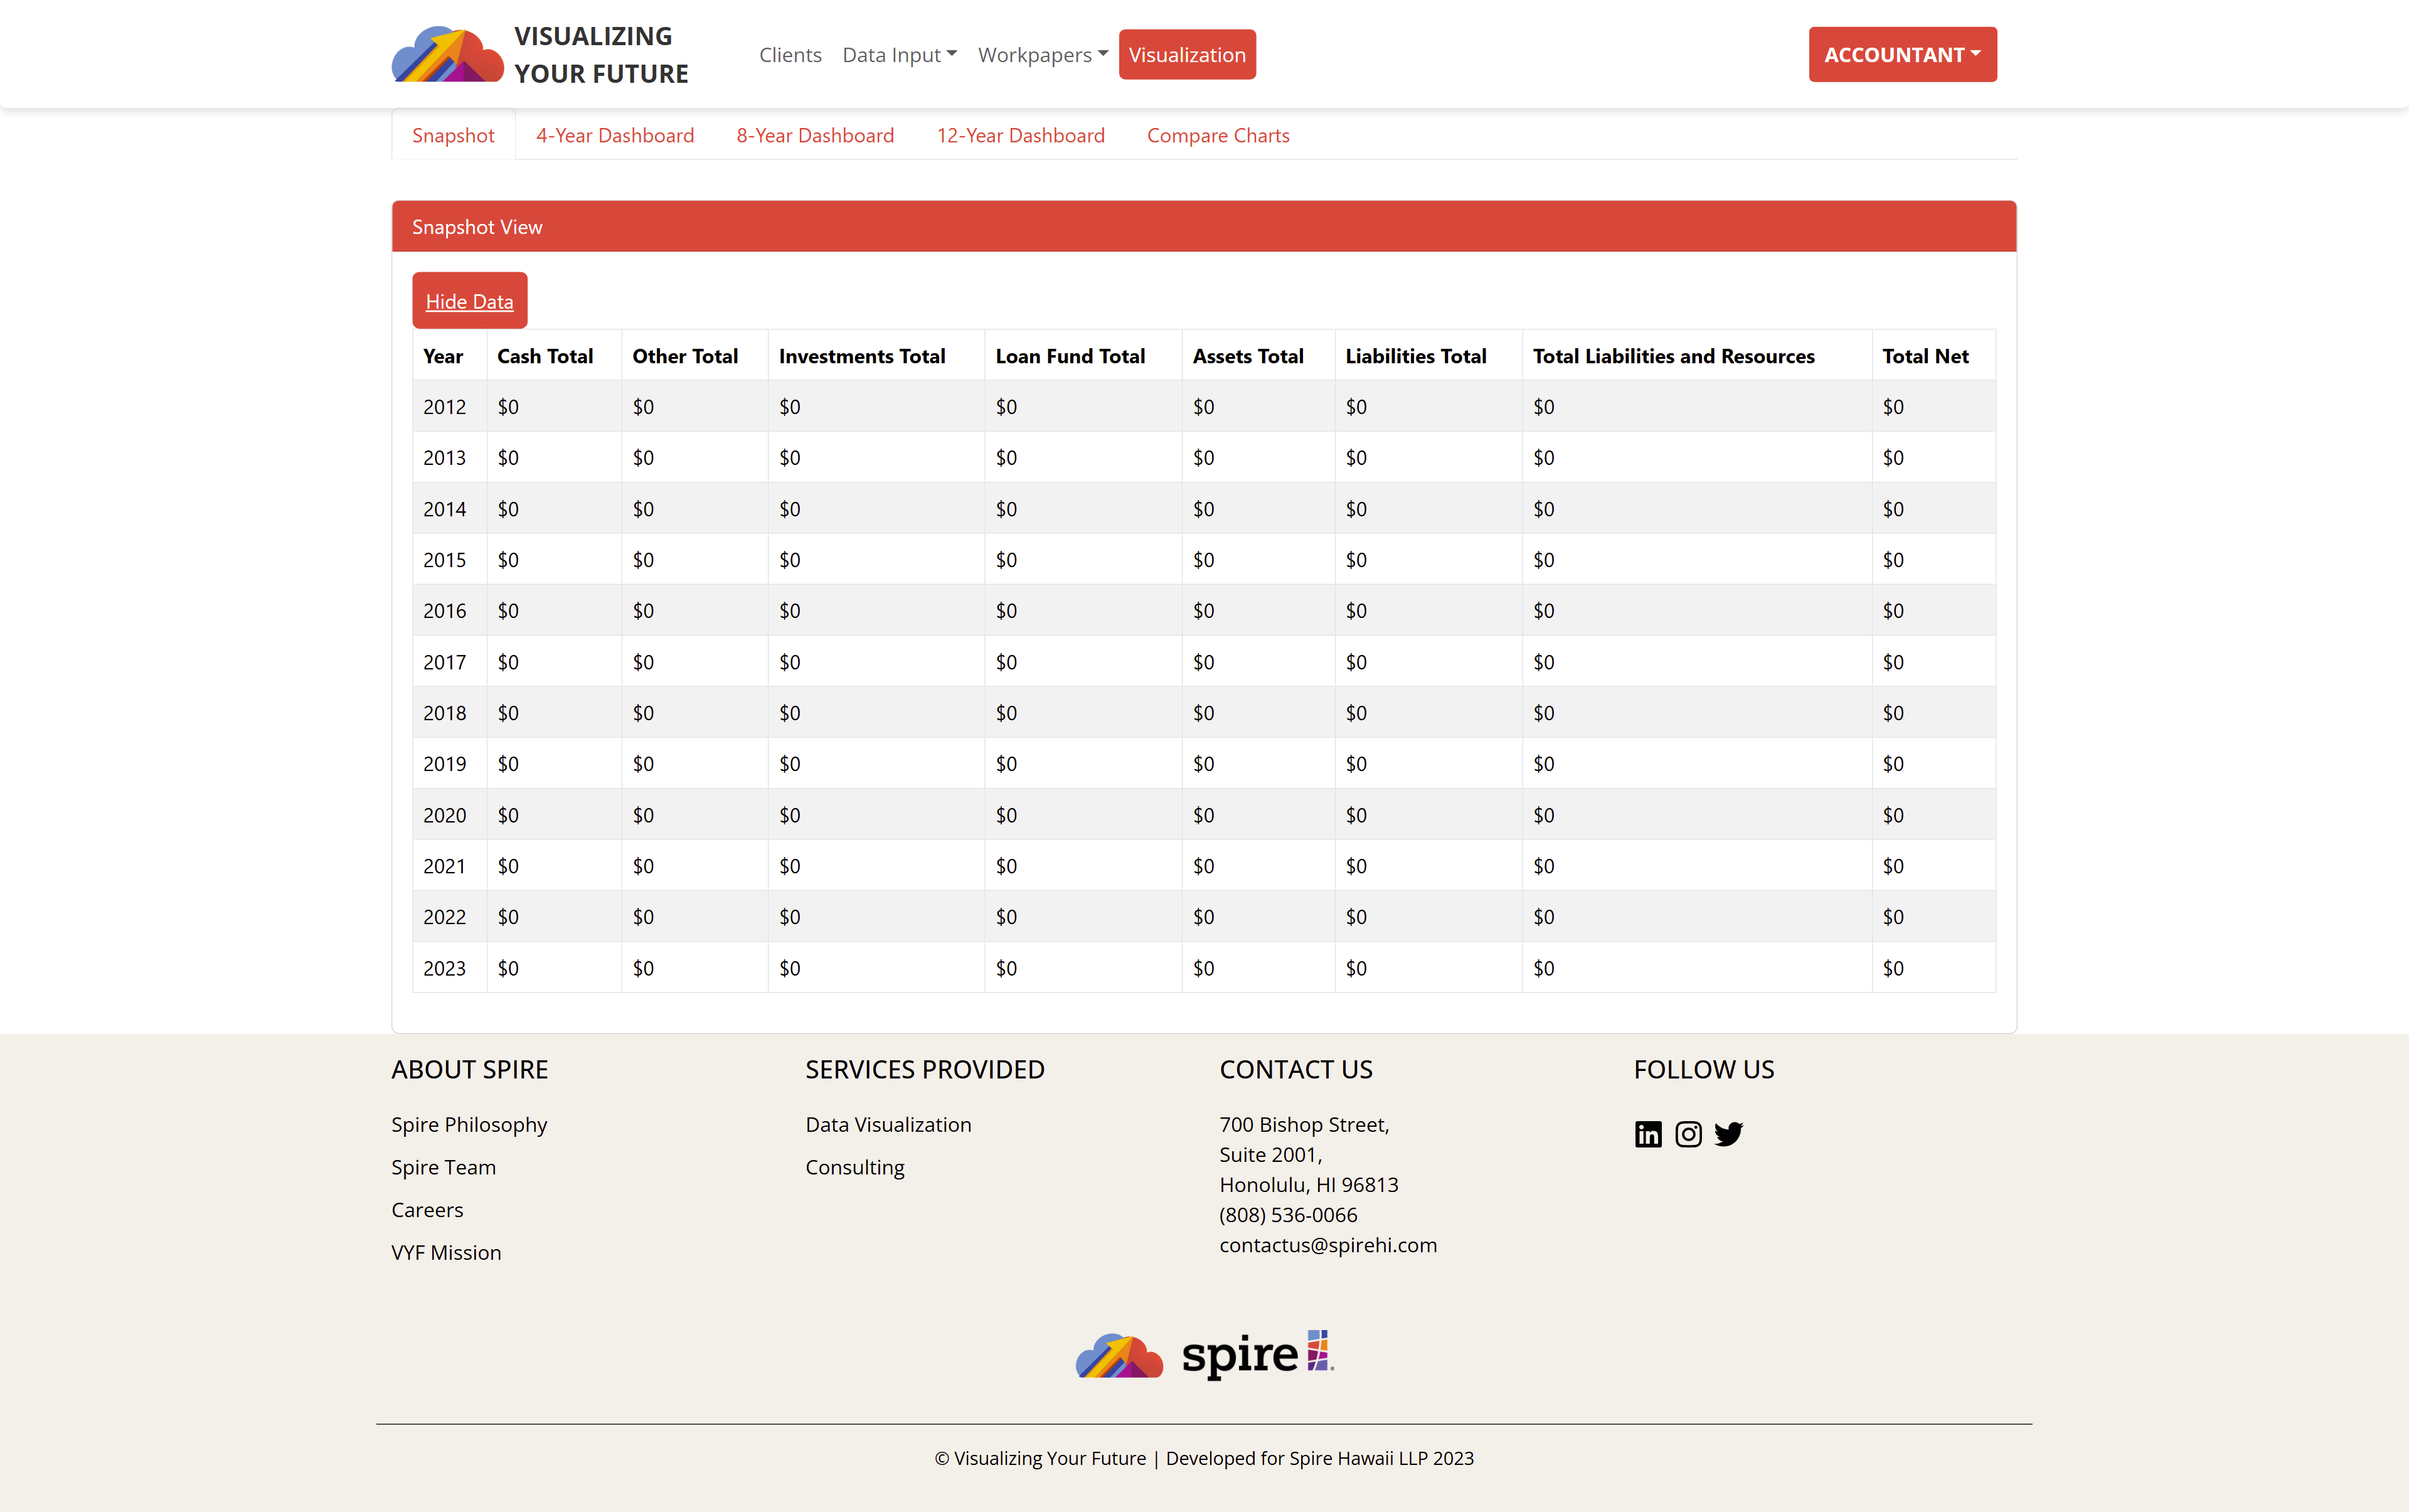 VISUALIZING
YOUR FUTURE
Clients Data Input Workpapers Visualization
ACCOUNTANT
Snapshot 4-Year Dashboard 8-Year Dashboard 12-Year Dashboard Compare Charts
Snapshot View
Hide Data
Year Cash Total Other Total Investments Total Loan Fund Total Assets Total Liabilities Total Total Liabilities and Resources Total Net
2012 $0 $0 $0 $0 $0 $0 $0 $0
2013 $0 $0 $0 $0 $0 $0 $0 $0
2014 $0 $0 $0 $0 $0 $0 $0 $0
2015 $0 $0 $0 $0 $0 $0 $0 $0
2016 $0 $0 $0 $0 $0 $0 $0 $0
2017 $0 $0 $0 $0 $0 $0 $0 $0
2018 $0 $0 $0 $0 $0 $0 $0 $0
2019 $0 $0 $0 $0 $0 $0 $0 $0
2020 $0 $0 $0 $0 $0 $0 $0 $0
2021 $0 $0 $0 $0 $0 $0 $0 $0
2022 $0 $0 $0 $0 $0 $0 $0 $0
2023 $0 $0 $0 $0 $0 $0 $0 $0
ABOUT SPIRE
Spire Philosophy
Spire Team
Careers
VYF Mission
SERVICES PROVIDED
Data Visualization
Consulting
CONTACT US
700 Bishop Street,
Suite 2001,
Honolulu, HI 96813
(808) 536-0066
contactus@spirehi.com
FOLLOW US
spire
© Visualizing Your Future | Developed for Spire Hawaii LLP 2023